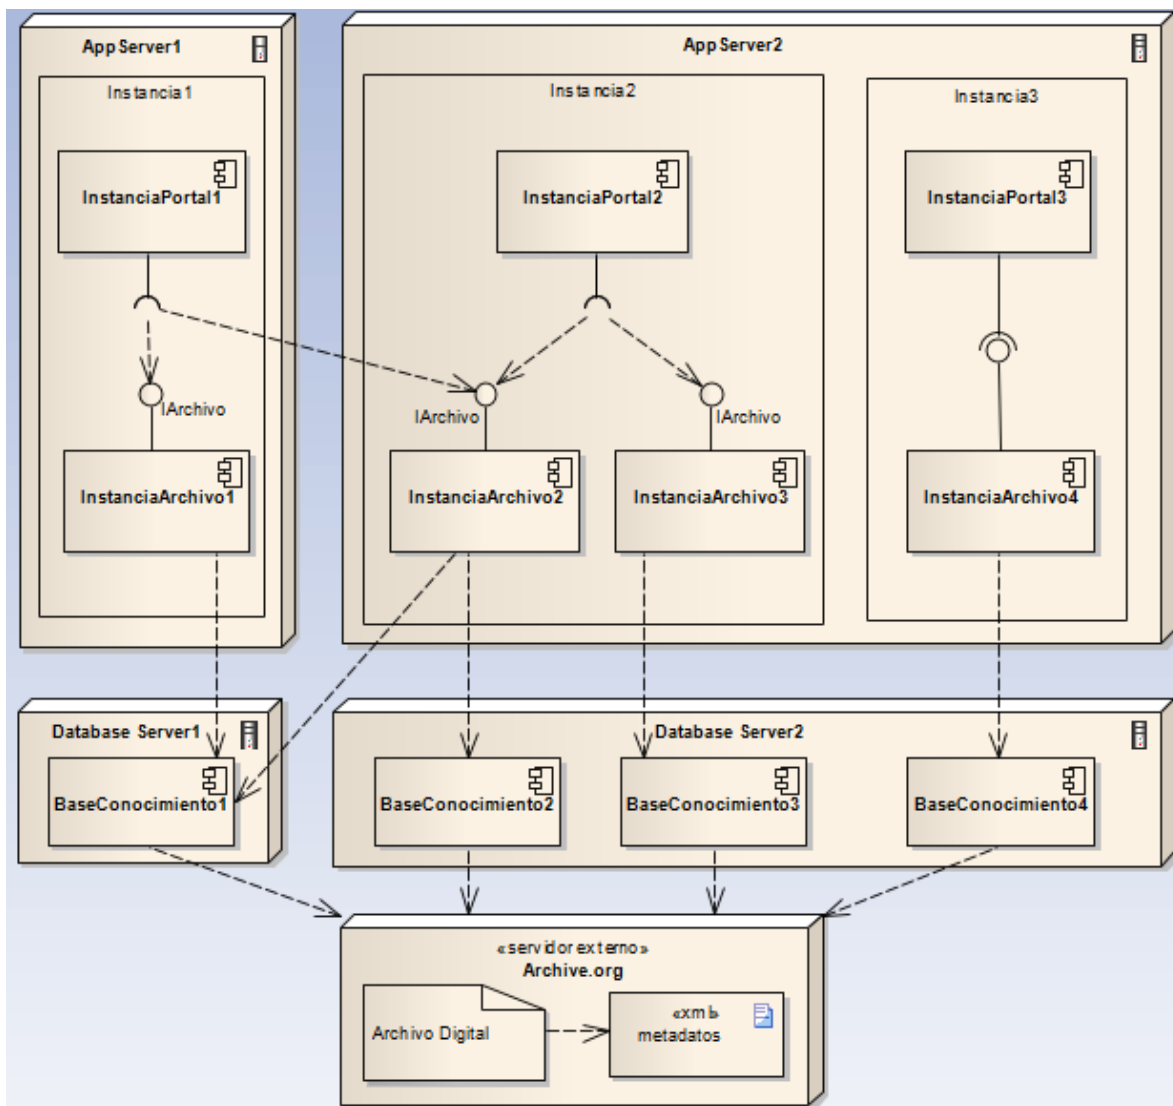 AppServer1
AppServer2
Instancia1
Instancia2
Instancia3
InstanciaPortal1
InstanciaPortal2
InstanciaPortal3
IArchivo
IArchivo
IArchivo
InstanciaArchivo1
InstanciaArchivo2
InstanciaArchivo3
InstanciaArchivo4
Database Server1
Database Server2
BaseConocimiento1
BaseConocimiento2
BaseConocimiento3
BaseConocimiento4
«servidor externo»
Archive.org
Archivo Digital
«xml»
metadatos